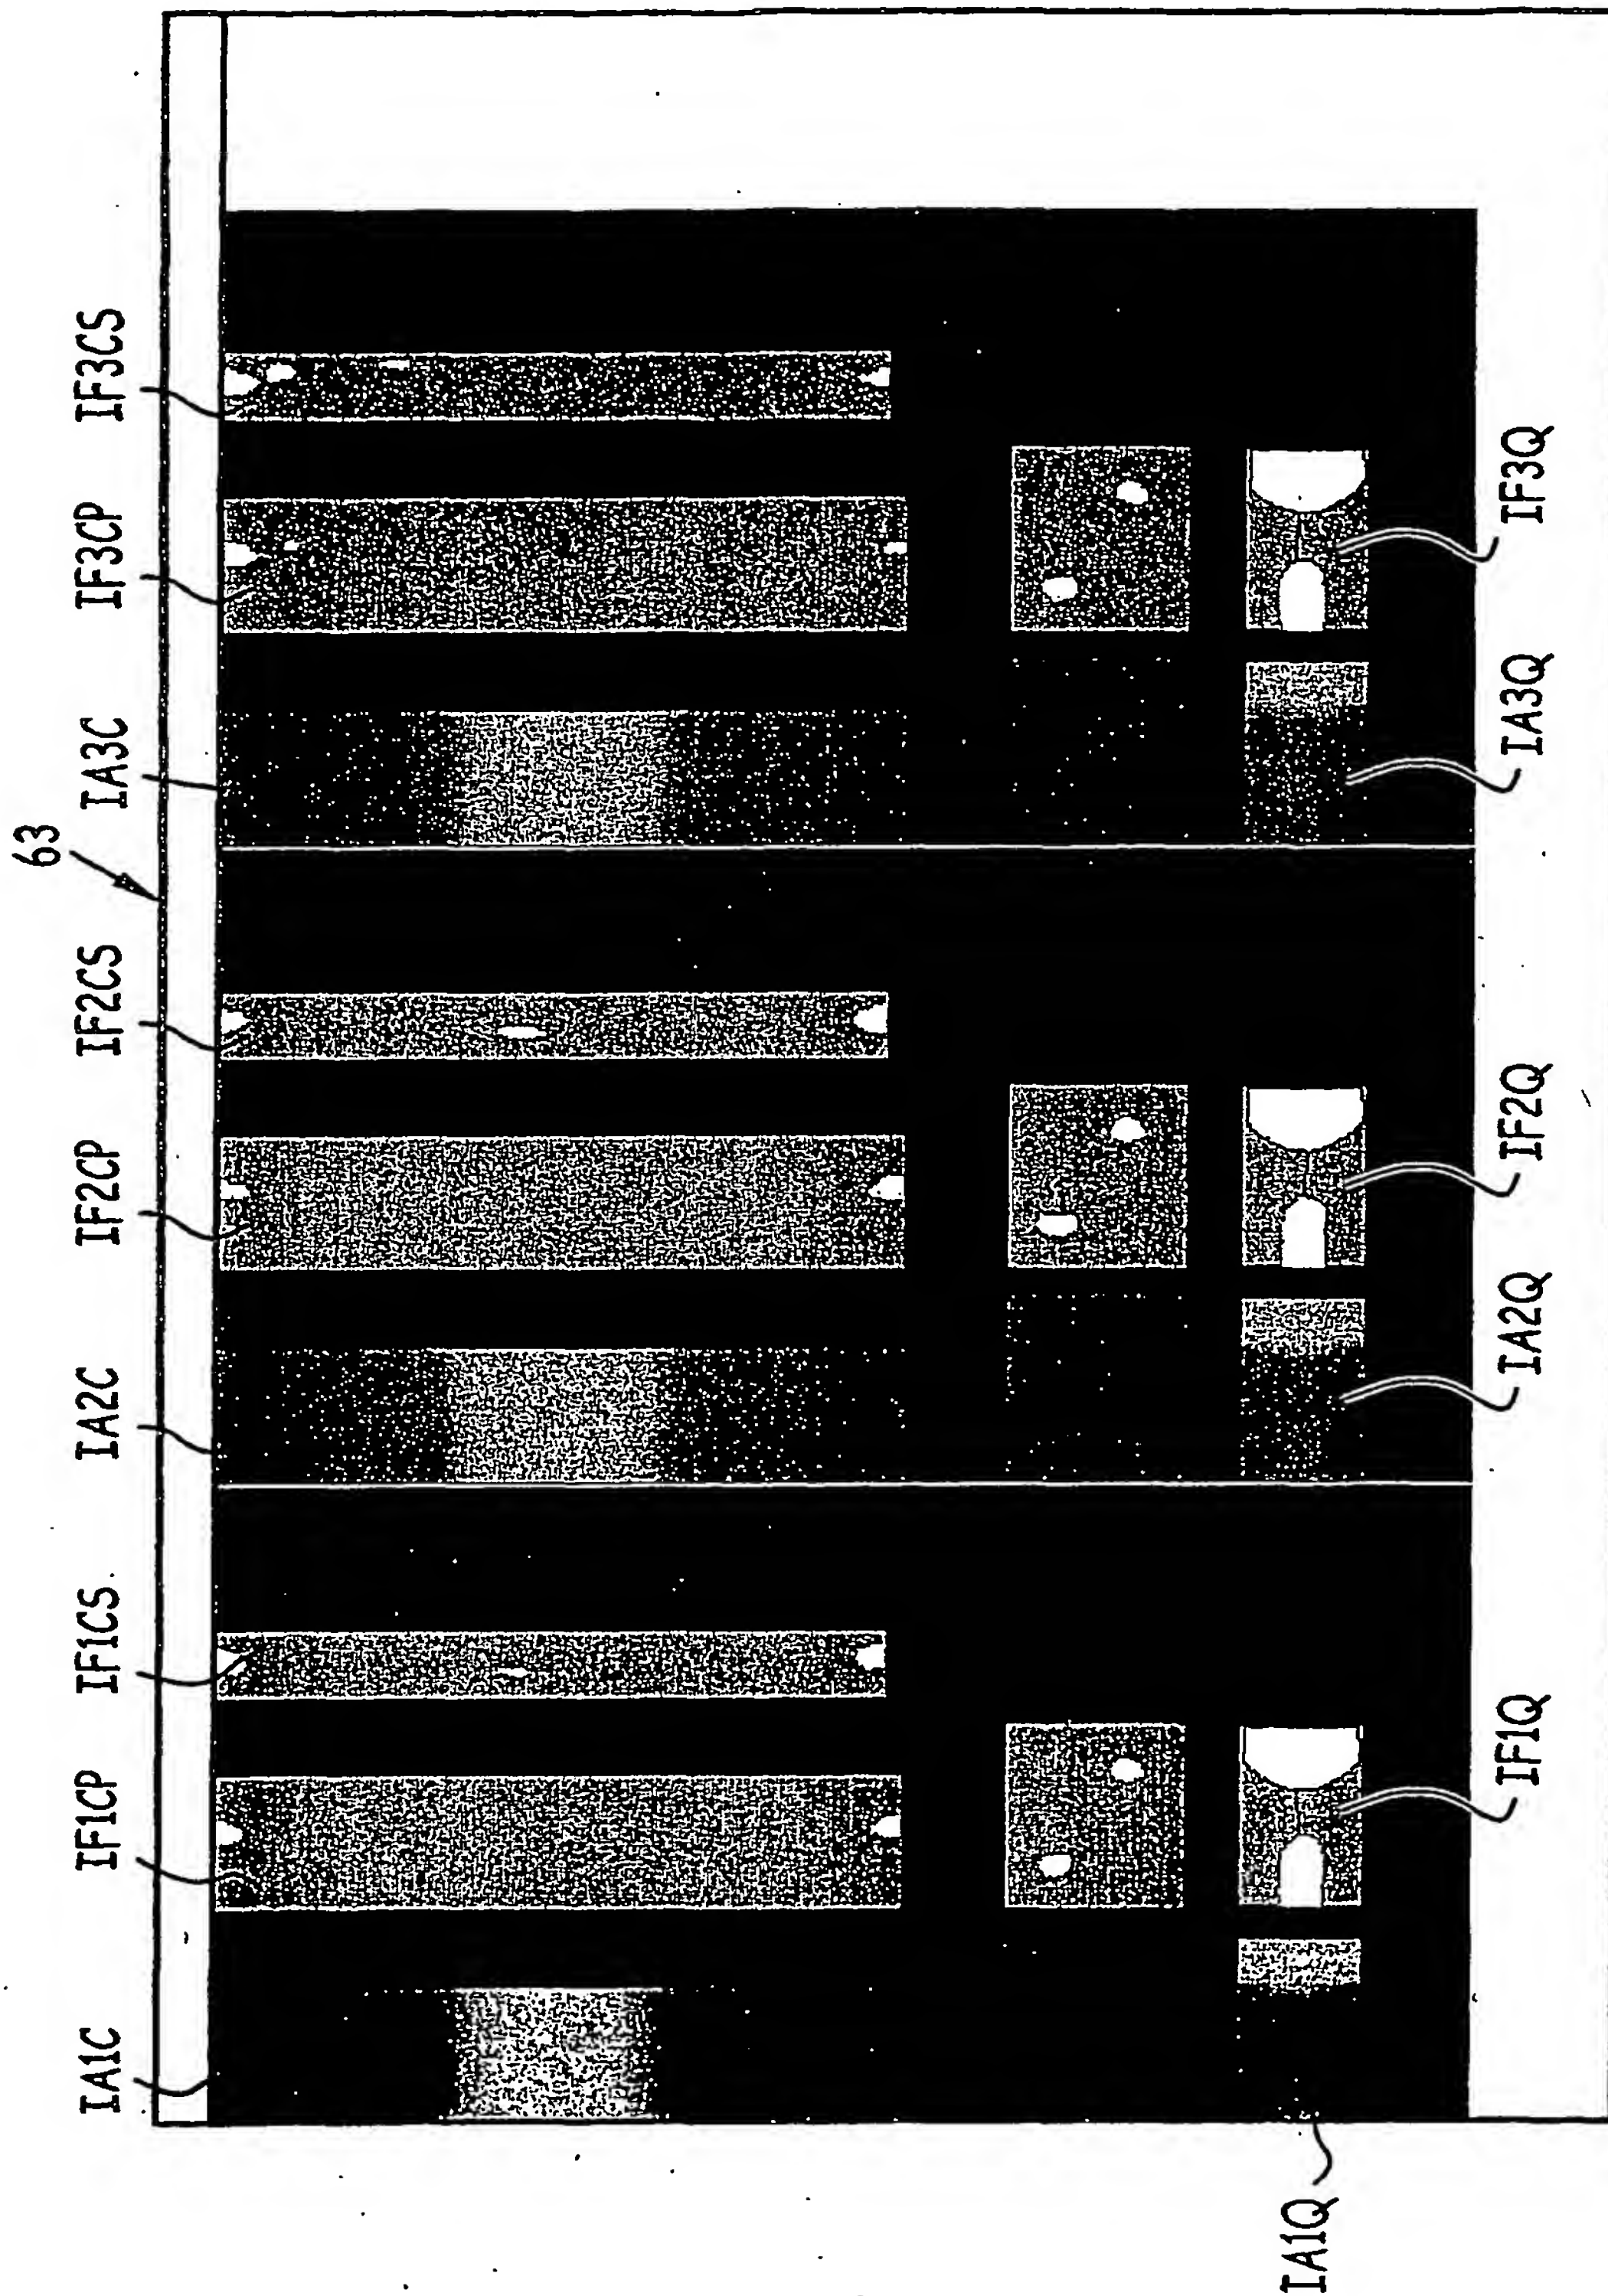 63
IA1C
IF1CP
IF1CS
IA2C
IF2CP
IF2CS
IA3C
IF3CP
IF3CS
IA1Q
IF1Q
IA2Q
IF2Q
IA3Q
IF3Q